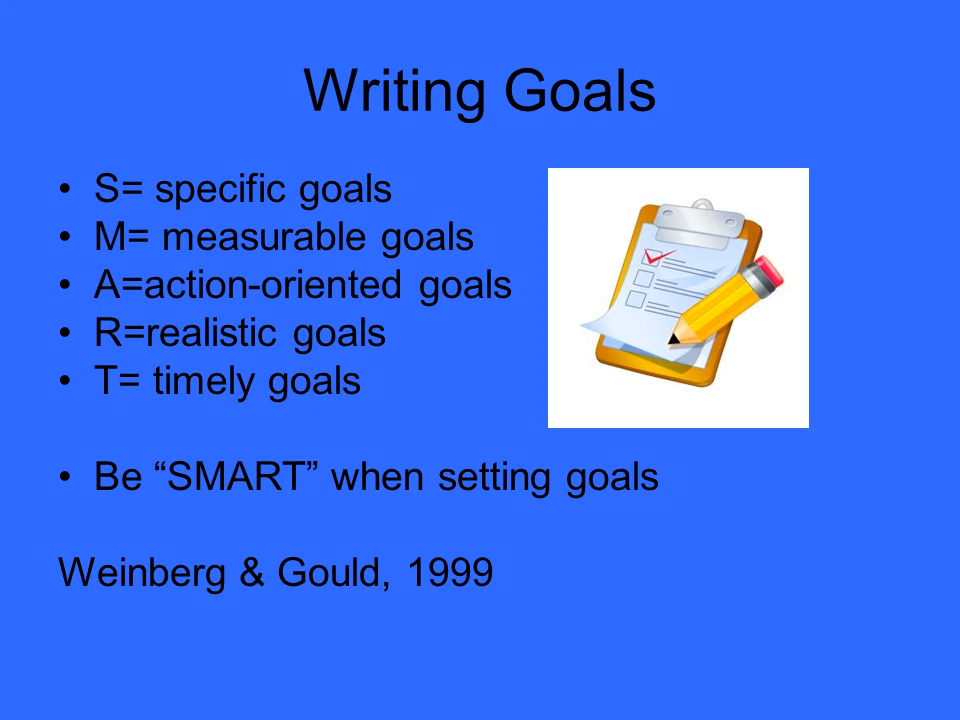 Writing Goals
• S= specific goals
• M= measurable goals
• A=action-oriented goals
• R=realistic goals
• T= timely goals
• Be “SMART” when setting goals
Weinberg & Gould, 1999